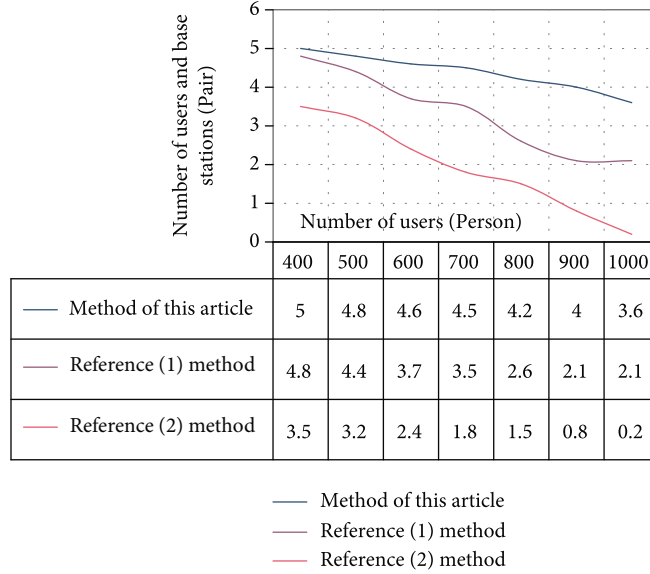 6
5
4
3
2
1
0
Number of users and base
stations (Pair)
Number of users (Person)
400 500 600 700 800 900 1000
Method of this article 5 4.8 4.6 4.5 4.2 4 3.6
Reference (1) method 4.8 4.4 3.7 3.5 2.6 2.1 2.1
Reference (2) method 3.5 3.2 2.4 1.8 1.5 0.8 0.2
Method of this article
Reference (1) method
Reference (2) method